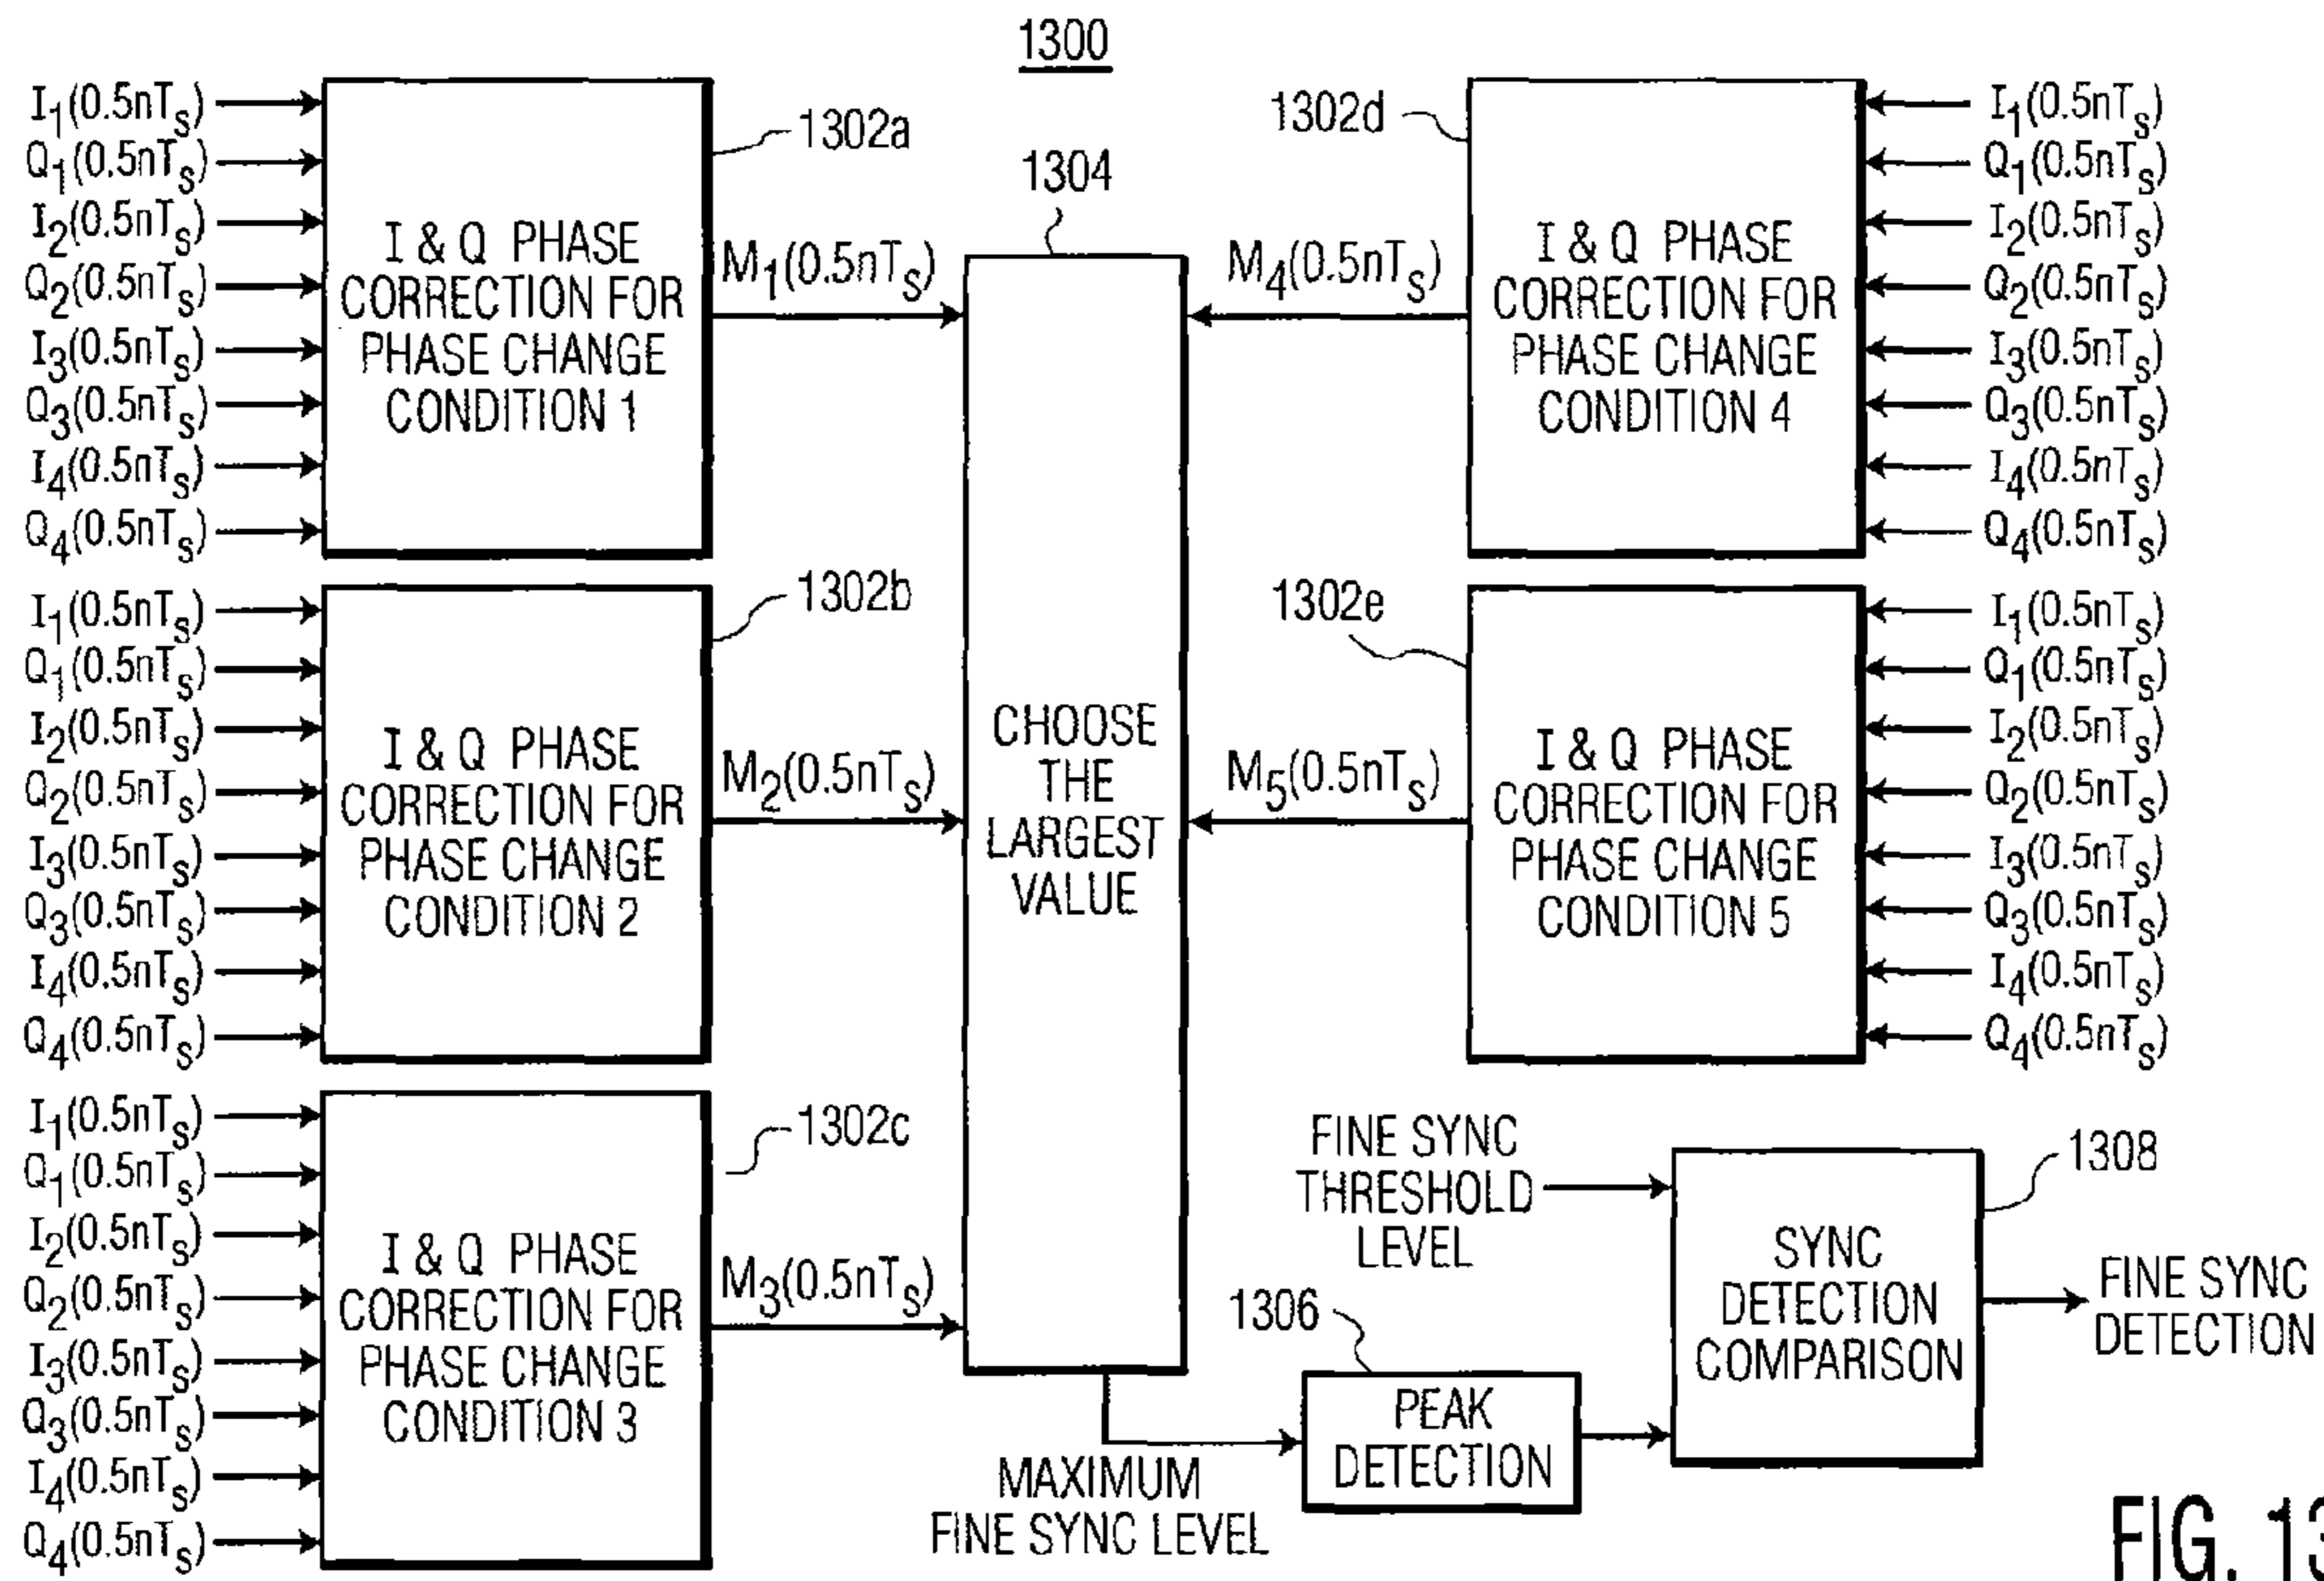 1300
I₁(0.5nTₛ)
Q₁(0.5nTₛ)
I₂(0.5nTₛ)
Q₂(0.5nTₛ)
I₃(0.5nTₛ)
Q₃(0.5nTₛ)
I₄(0.5nTₛ)
Q₄(0.5nTₛ)
I & Q PHASE
CORRECTION FOR
PHASE CHANGE
CONDITION 1
1302a
M₁(0.5nTₛ)
I₁(0.5nTₛ)
Q₁(0.5nTₛ)
I₂(0.5nTₛ)
Q₂(0.5nTₛ)
I₃(0.5nTₛ)
Q₃(0.5nTₛ)
I₄(0.5nTₛ)
Q₄(0.5nTₛ)
I & Q PHASE
CORRECTION FOR
PHASE CHANGE
CONDITION 2
1302b
M₂(0.5nTₛ)
I₁(0.5nTₛ)
Q₁(0.5nTₛ)
I₂(0.5nTₛ)
Q₂(0.5nTₛ)
I₃(0.5nTₛ)
Q₃(0.5nTₛ)
I₄(0.5nTₛ)
Q₄(0.5nTₛ)
I & Q PHASE
CORRECTION FOR
PHASE CHANGE
CONDITION 3
1302c
M₃(0.5nTₛ)
1304
CHOOSE
THE
LARGEST
VALUE
1302d
M₄(0.5nTₛ)
I & Q PHASE
CORRECTION FOR
PHASE CHANGE
CONDITION 4
I₁(0.5nTₛ)
Q₁(0.5nTₛ)
I₂(0.5nTₛ)
Q₂(0.5nTₛ)
I₃(0.5nTₛ)
Q₃(0.5nTₛ)
I₄(0.5nTₛ)
Q₄(0.5nTₛ)
1302e
M₅(0.5nTₛ)
I & Q PHASE
CORRECTION FOR
PHASE CHANGE
CONDITION 5
I₁(0.5nTₛ)
Q₁(0.5nTₛ)
I₂(0.5nTₛ)
Q₂(0.5nTₛ)
I₃(0.5nTₛ)
Q₃(0.5nTₛ)
I₄(0.5nTₛ)
Q₄(0.5nTₛ)
FINE SYNC
THRESHOLD
LEVEL
1308
SYNC
DETECTION
COMPARISON
FINE SYNC
DETECTION
1306
PEAK
DETECTION
MAXIMUM
FINE SYNC LEVEL
FIG. 13